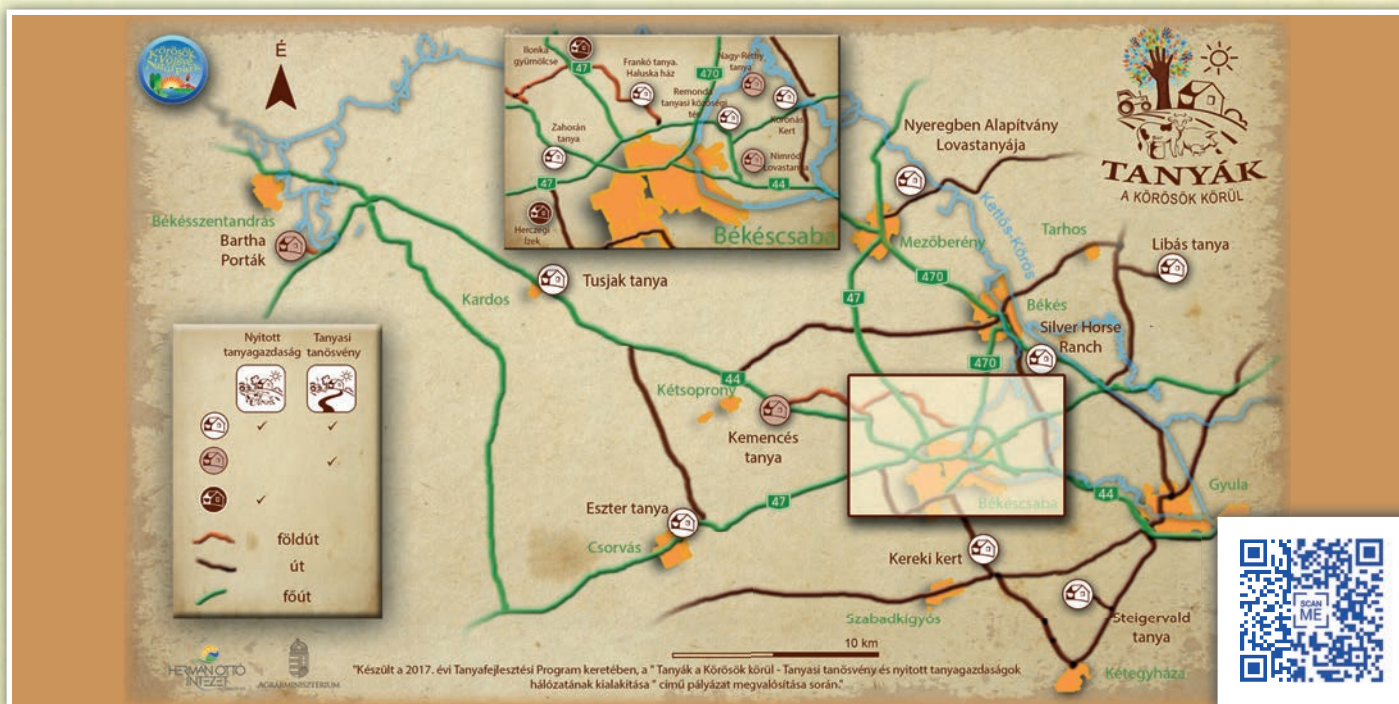 Körösök
Völgye
Naturpark
É
Ilonka
gyümölcse
47
Frankó tanya.
Haluska ház
470
Nagy-Réthy
tanya
Remonda
tanyasi közösségi
tér
Koronás
Kert
Zahorán
tanya
Nimród
Lovastanya
47
44
Herczegi
Ízek
Békéscsaba
Nyeregben Alapítvány
Lovastanyája
TANYÁK
A KÖRÖSÖK KÖRÜL
Békésszentandrás
Bartha
Porták
Kardos
Tusjak tanya
Mezőberény
Kettős-Körös
Tarhos
Libás tanya
470
47
Békés
Silver Horse
Ranch
470
44
Kétsoprony
Kemencés
tanya
Nyitott
tanyagazdaság
Tanyasi
tanösvény
földút
út
főút
Eszter tanya
Csorvás
47
Békéscsaba
44
Gyula
Kereki kert
Szabadkígyós
Steigervald
tanya
Kétegyháza
10 km
SCAN
ME
HERMAN OTTÓ
INTÉZET
AGRÁRMINISZTÉRIUM
"Készült a 2017. évi Tanyafejlesztési Program keretében, a " Tanyák a Körösök körül - Tanyasi tanösvény és nyitott tanyagazdaságok
hálózatának kialakítása " című pályázat megvalósítása során."